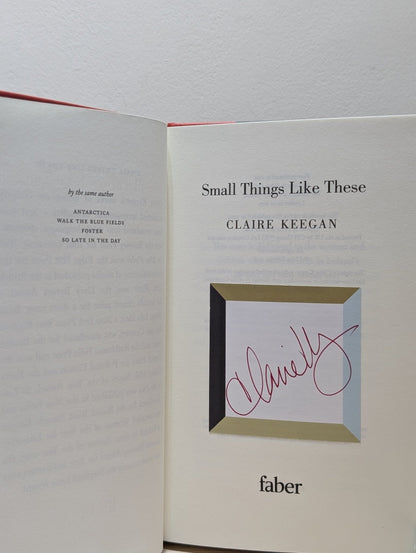 by the same author
ANTARCTICA
WALK THE BLUE FIELDS
FOSTER
SO LATE IN THE DAY
Small Things Like These
CLAIRE KEEGAN
faber